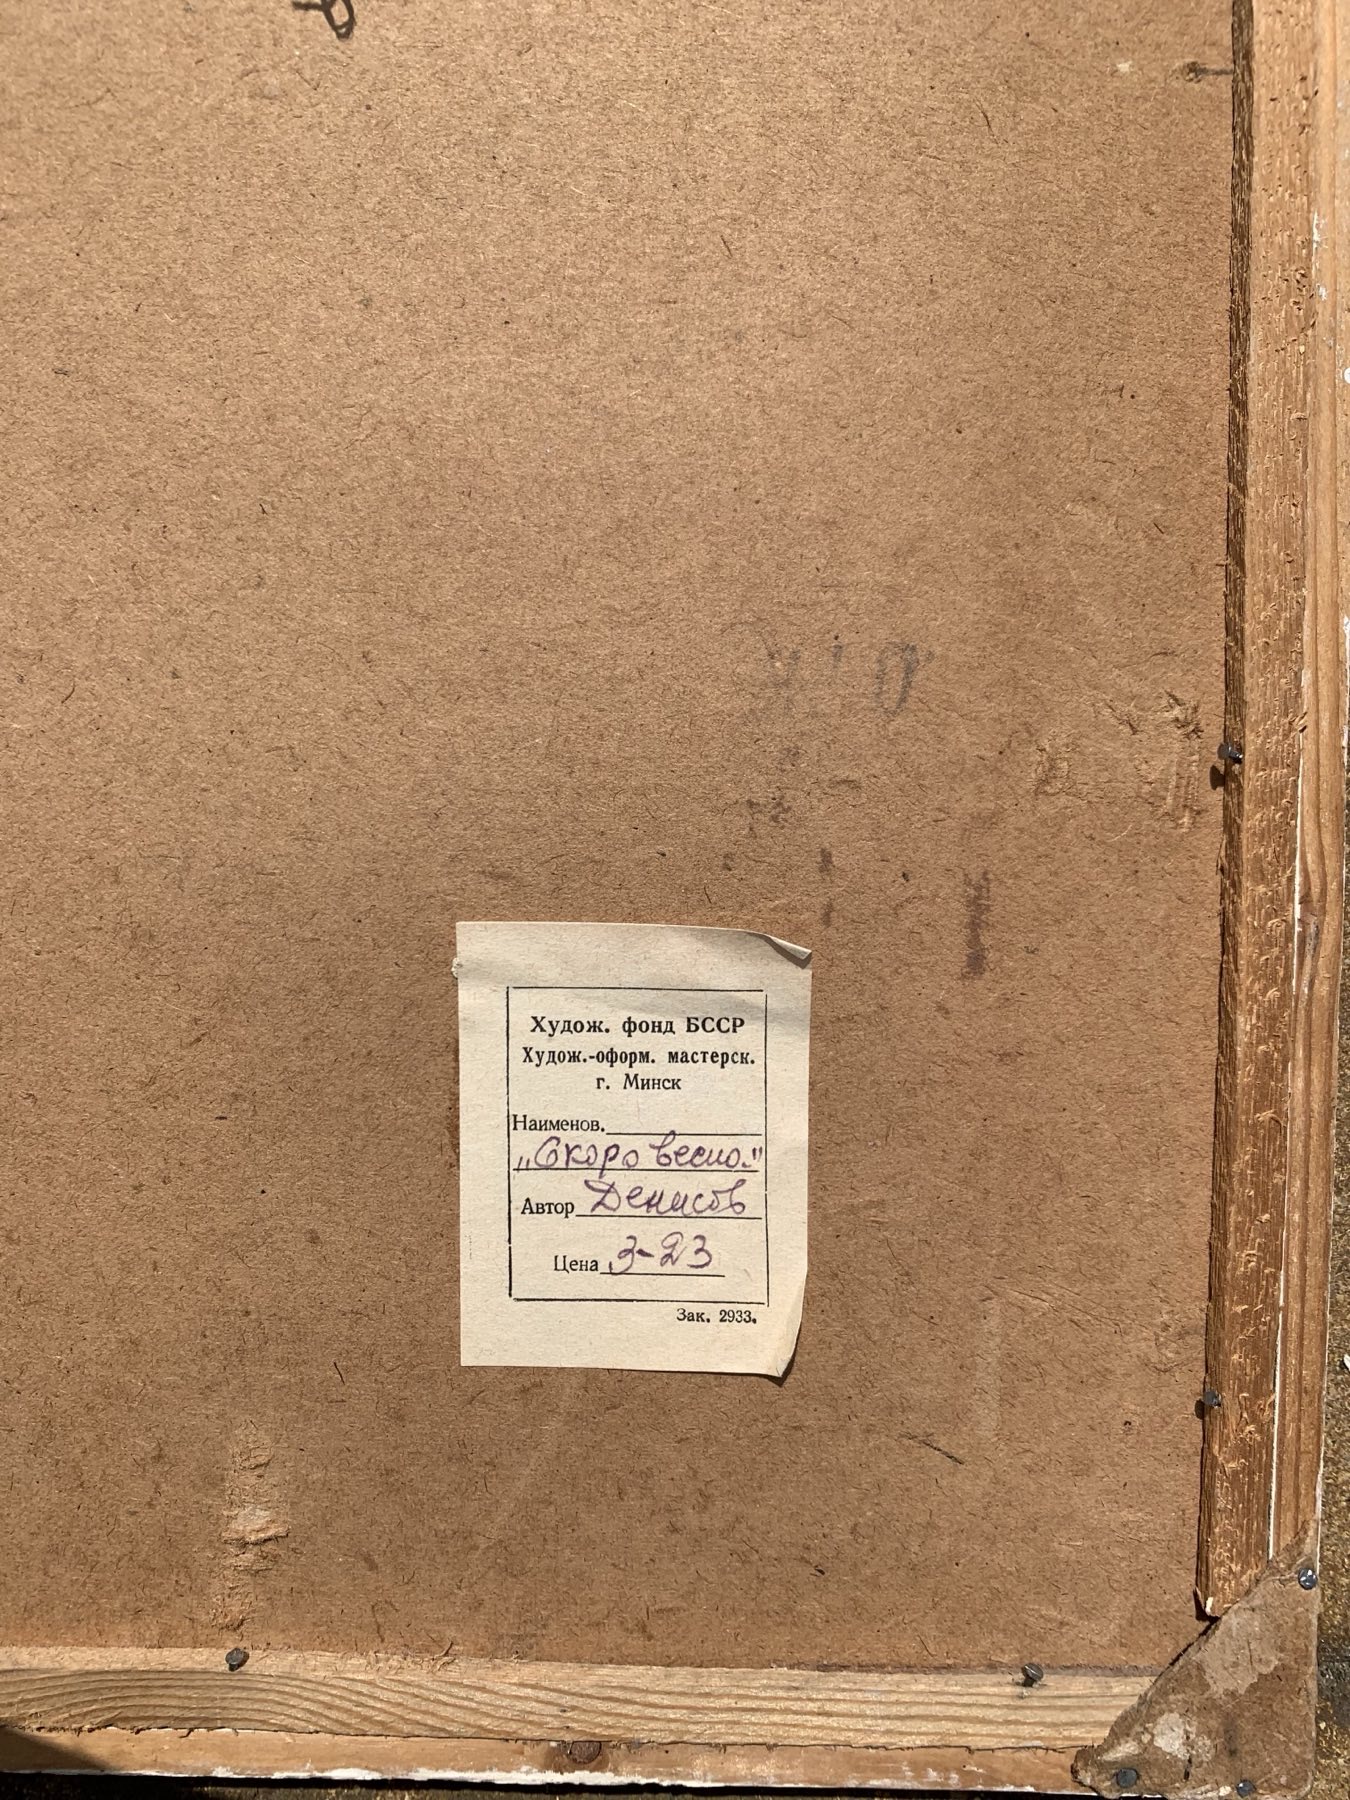 Худож. фонд БССР
Худож.-оформ. мастерск.
г. Минск
Наименов.
„Скоро весна."
Автор Денисов
Цена 3-23
Зак. 2933.